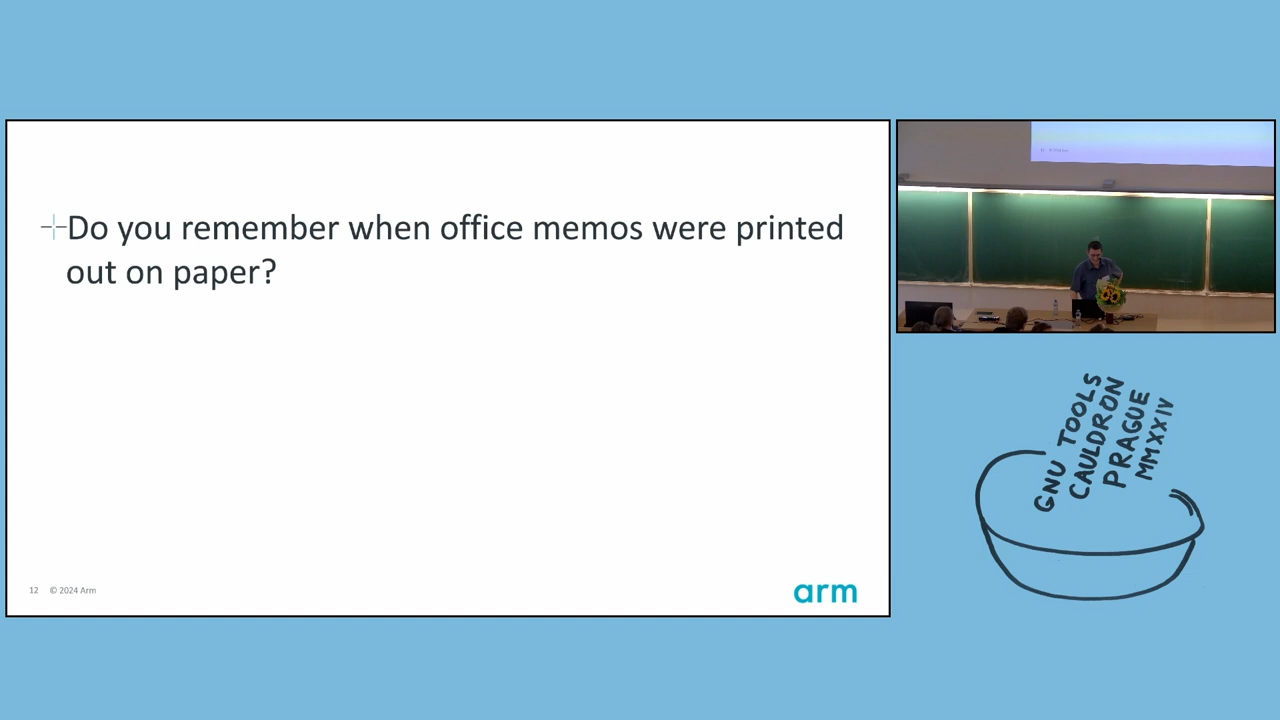 Do you remember when office memos were printed
out on paper?
12 © 2024 Arm
arm
GNU TOOLS
CAULDRON
PRAGUE
MMXXIV